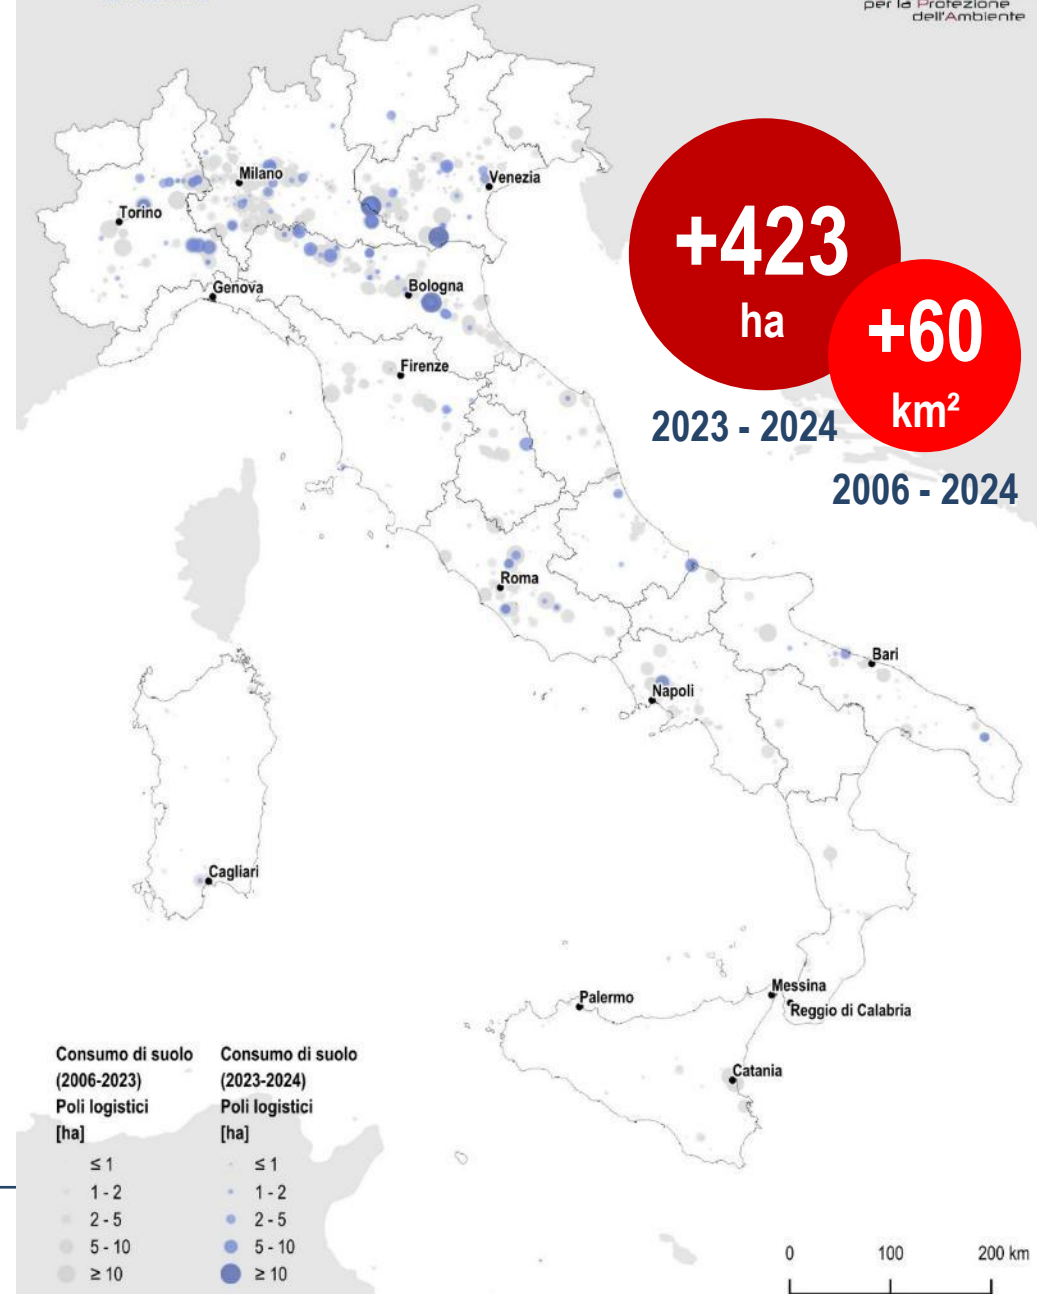 per la Protezione
dell'Ambiente
Milano
Venezia
Torino
Genova
Bologna
Firenze
+423
ha
2023 - 2024
+60
km²
2006 - 2024
Roma
Bari
Napoli
Cagliari
Palermo
Messina
Reggio di Calabria
Catania
Consumo di suolo
(2006-2023)
Poli logistici
[ha]
≤ 1
1 - 2
2 - 5
5 - 10
≥ 10
Consumo di suolo
(2023-2024)
Poli logistici
[ha]
≤ 1
1 - 2
2 - 5
5 - 10
≥ 10
0 100 200 km